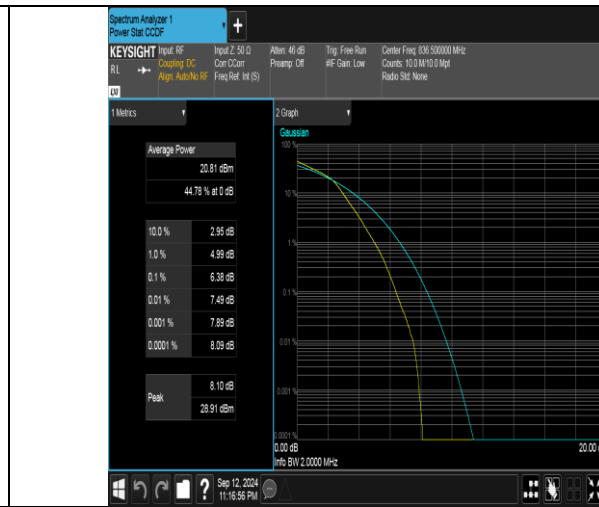 Spectrum Analyzer 1
Power Stat CCDF
+
KEYSIGHT
RL
LXI
Input: RF
Coupling: DC
Align: Auto/No RF
Input Z: 50 Ω
Corr CCorr
Freq Ref: Int (S)
Atten: 46 dB
Preamp: Off
Trig: Free Run
#IF Gain: Low
Center Freq: 836.500000 MHz
Counts: 10.0 M/10.0 Mpt
Radio Std: None
1 Metrics
Average Power
20.81 dBm
44.78 % at 0 dB
10.0 % 2.95 dB
1.0 % 4.99 dB
0.1 % 6.38 dB
0.01 % 7.49 dB
0.001 % 7.89 dB
0.0001 % 8.09 dB
Peak
8.10 dB
28.91 dBm
2 Graph
Gaussian
100 %
10 %
1 %
0.1 %
0.01 %
0.001 %
0.0001 %
0.00 dB
20.00
Info BW 2.0000 MHz
?
Sep 12, 2024
11:16:56 PM